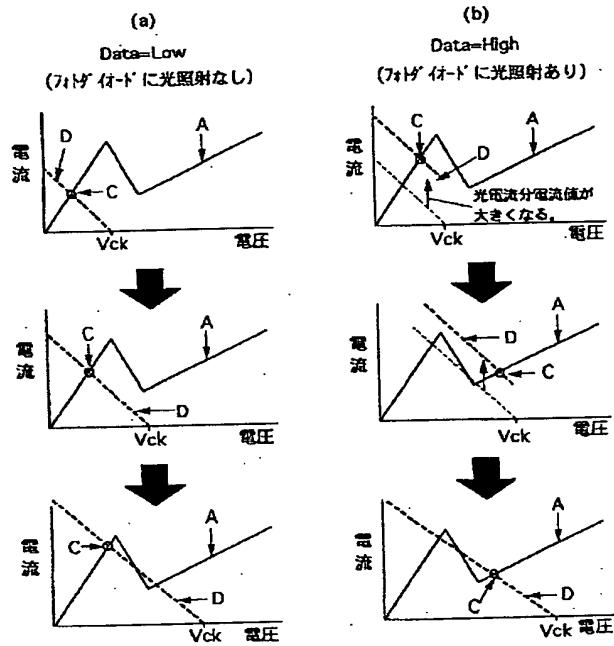 (a)
Data=Low
(フォトダイオードに光照射なし)
電流
D
A
C
Vck
電圧
電流
C
A
D
Vck
電圧
電流
C
A
D
Vck
電圧
(b)
Data=High
(フォトダイオードに光照射あり)
電流
C
A
D
光電流分電流値が
大きくなる。
Vck
電圧
電流
A
D
C
Vck
電圧
電流
A
D
C
Vck
電圧